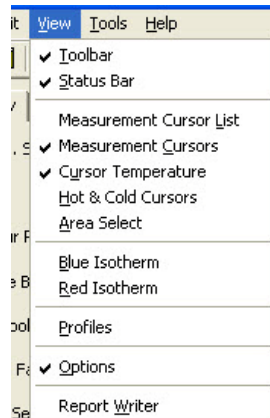 it View Tools Help
✓ Toolbar
✓ Status Bar
Measurement Cursor List
✓ Measurement Cursors
✓ Cursor Temperature
Hot & Cold Cursors
Area Select
Blue Isotherm
Red Isotherm
Profiles
✓ Options
Report Writer